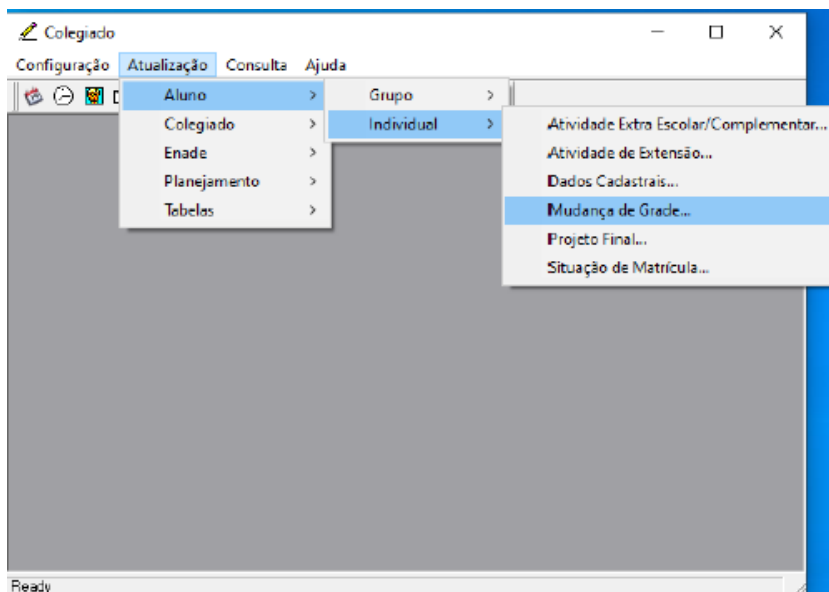 Colegiado
Configuração Atualização Consulta Ajuda
Aluno
Colegiado
Enade
Planejamento
Tabelas
Grupo
Individual
Atividade Extra Escolar/Complementar...
Atividade de Extensão...
Dados Cadastrais...
Mudança de Grade...
Projeto Final...
Situação de Matrícula...
Ready